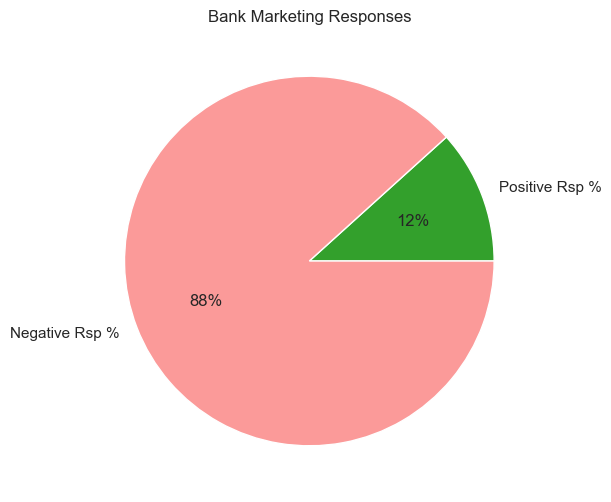 Bank Marketing Responses
Positive Rsp %
12%
88%
Negative Rsp %